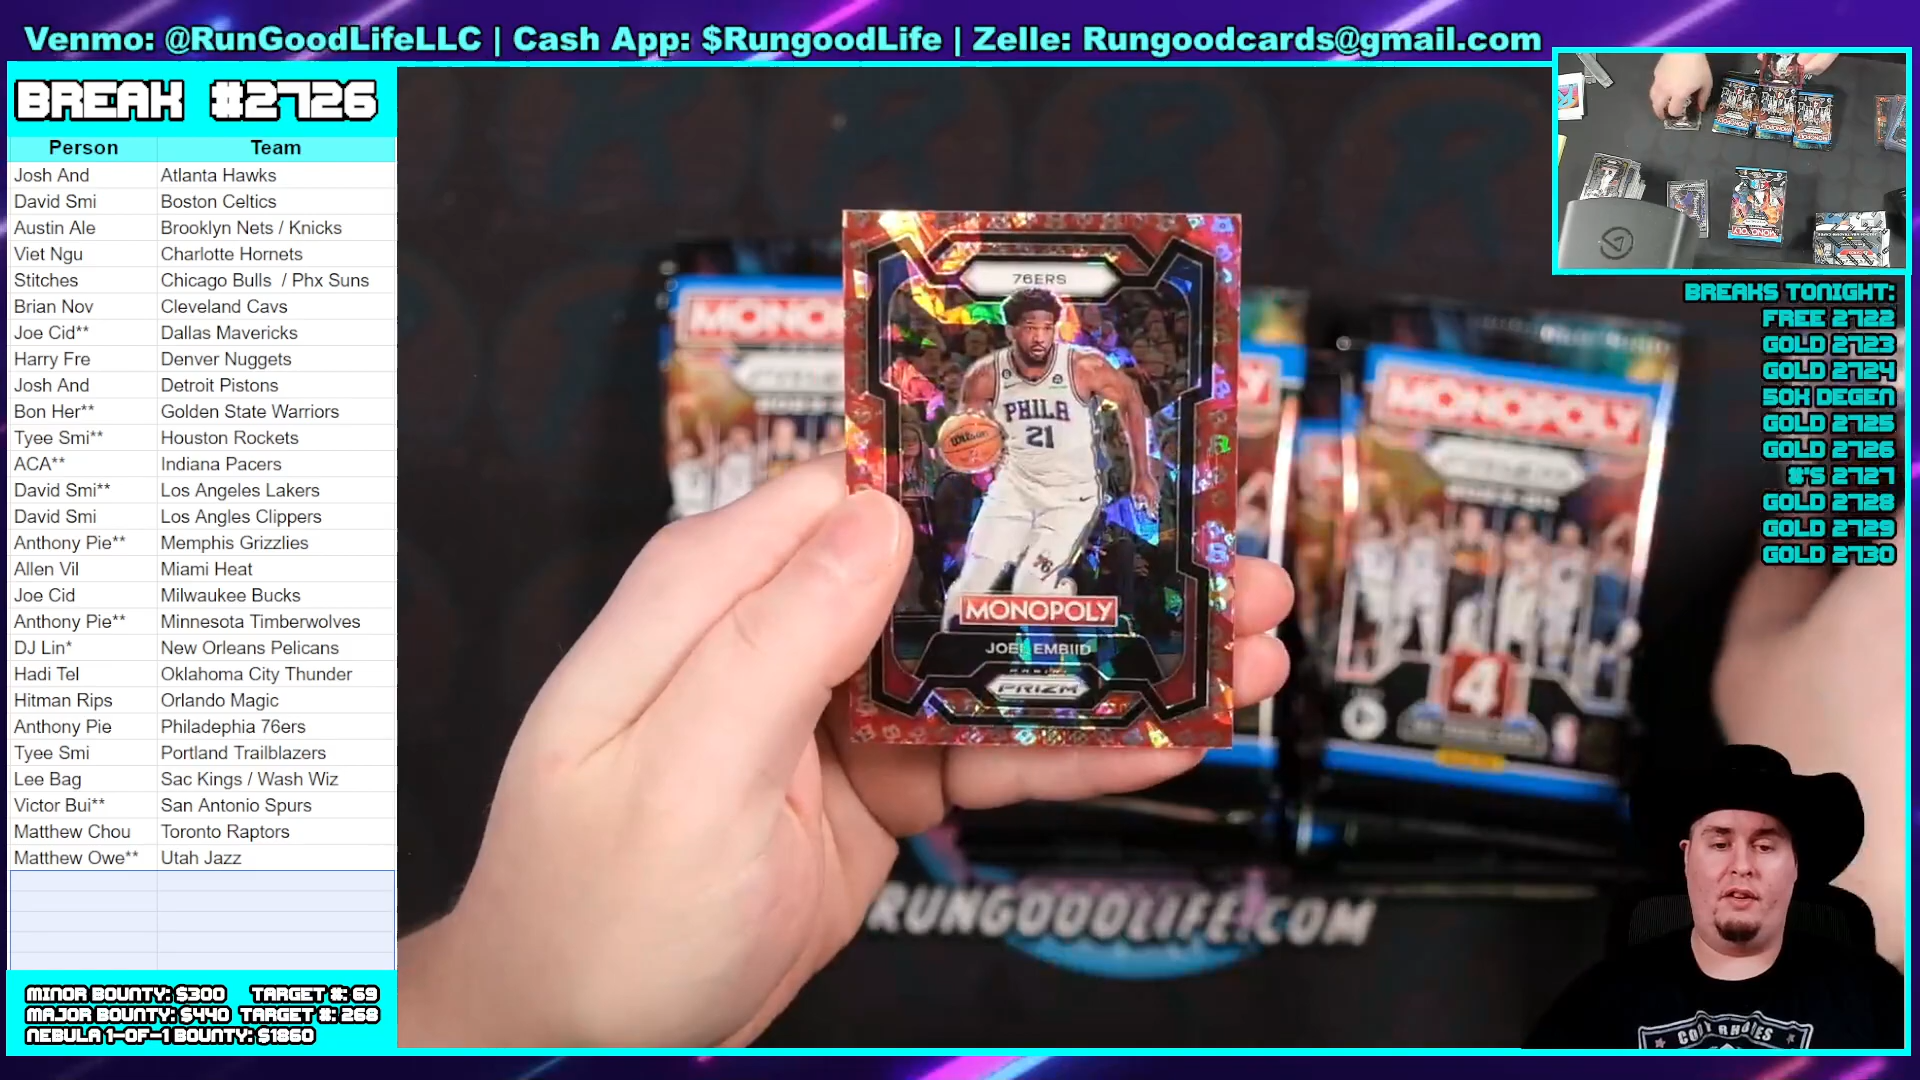 Venmo: @RunGoodLifeLLC | Cash App: $RungoodLife | Zelle: Rungoodcards@gmail.com
BREAK #2726
Person Team
Josh And Atlanta Hawks
David Smi Boston Celtics
Austin Ale Brooklyn Nets / Knicks
Viet Ngu Charlotte Hornets
Stitches Chicago Bulls / Phx Suns
Brian Nov Cleveland Cavs
Joe Cid** Dallas Mavericks
Harry Fre Denver Nuggets
Josh And Detroit Pistons
Bon Her** Golden State Warriors
Tyee Smi** Houston Rockets
ACA** Indiana Pacers
David Smi** Los Angeles Lakers
David Smi Los Angles Clippers
Anthony Pie** Memphis Grizzlies
Allen Vil Miami Heat
Joe Cid Milwaukee Bucks
Anthony Pie** Minnesota Timberwolves
DJ Lin* New Orleans Pelicans
Hadi Tel Oklahoma City Thunder
Hitman Rips Orlando Magic
Anthony Pie Philadephia 76ers
Tyee Smi Portland Trailblazers
Lee Bag Sac Kings / Wash Wiz
Victor Bui** San Antonio Spurs
Matthew Chou Toronto Raptors
Matthew Owe** Utah Jazz
MINOR BOUNTY: $300 TARGET #: 69
MAJOR BOUNTY: $440 TARGET #: 268
NEBULA 1-OF-1 BOUNTY: $1860
76ERS
PHILA
21
Wilson
MONOPOLY
JOEL EMBIID
PRIZM
MONOPOLY
4
RUNGOODLIFE.COM
BREAKS TONIGHT:
FREE 2722
GOLD 2723
GOLD 2724
50X DEGEN
GOLD 2725
GOLD 2726
#'S 2727
GOLD 2728
GOLD 2729
GOLD 2730
CODY RHODES